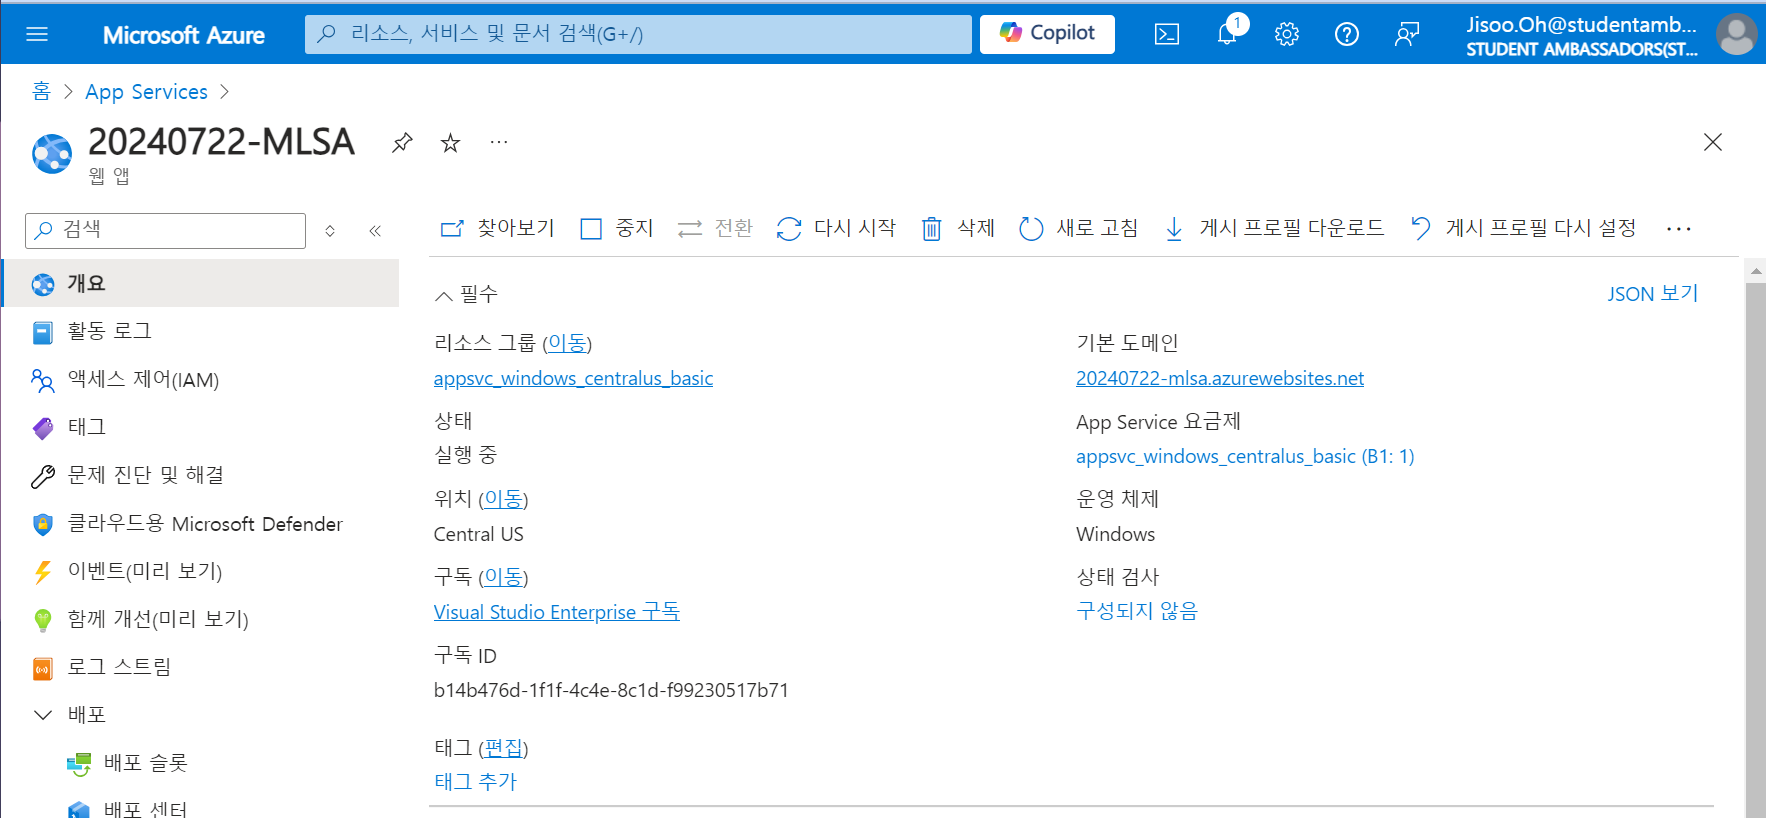 Microsoft Azure
리소스, 서비스 및 문서 검색(G+/)
Copilot
1
Jisoo.Oh@studentamb...
STUDENT AMBASSADORS(ST...
홈 > App Services >
20240722-MLSA
...
웹 앱
검색
찾아보기 중지 전환 다시 시작 삭제 새로 고침 게시 프로필 다운로드 게시 프로필 다시 설정 ...
개요
활동 로그
액세스 제어(IAM)
태그
문제 진단 및 해결
클라우드용 Microsoft Defender
이벤트(미리 보기)
함께 개선(미리 보기)
로그 스트림
배포
배포 슬롯
배포 센터
필수
JSON 보기
리소스 그룹 (이동)
appsvc_windows_centralus_basic
상태
실행 중
위치 (이동)
Central US
구독 (이동)
Visual Studio Enterprise 구독
구독 ID
b14b476d-1f1f-4c4e-8c1d-f99230517b71
태그 (편집)
태그 추가
기본 도메인
20240722-mlsa.azurewebsites.net
App Service 요금제
appsvc_windows_centralus_basic (B1: 1)
운영 체제
Windows
상태 검사
구성되지 않음